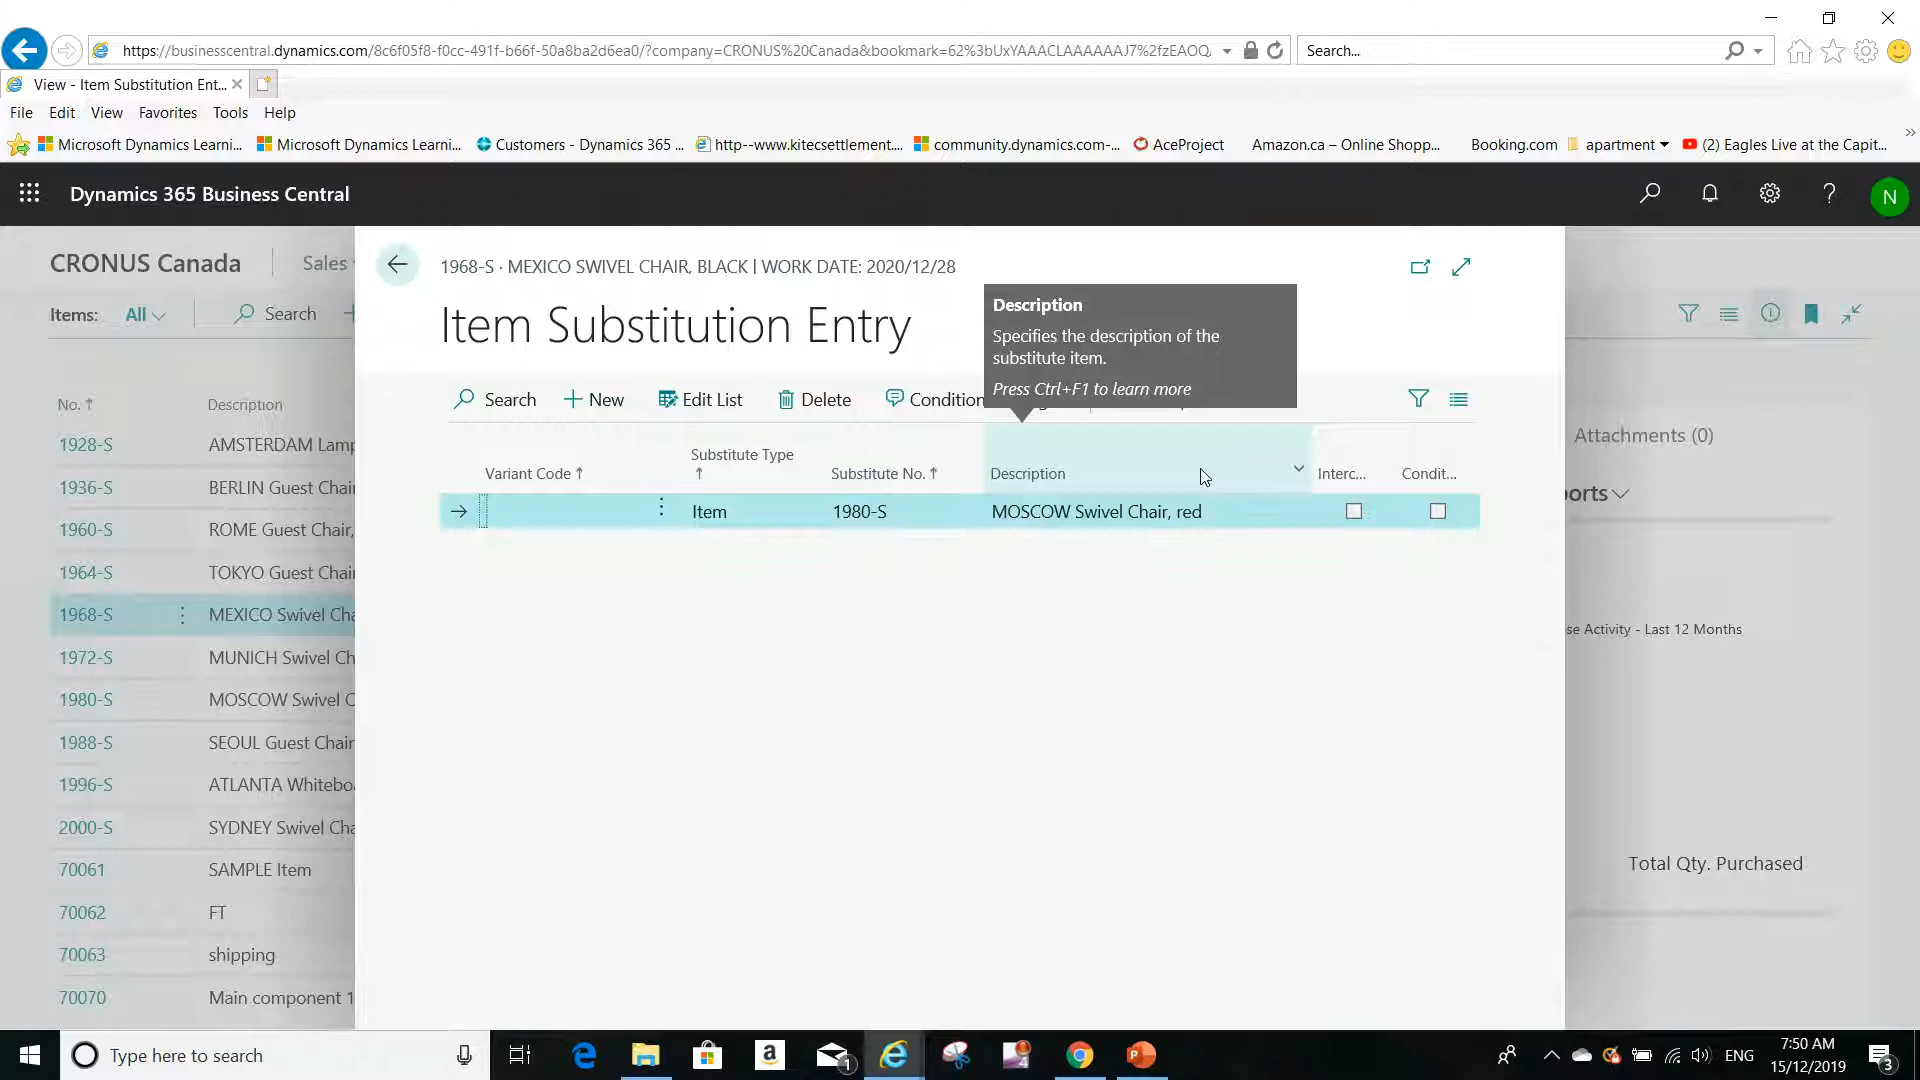 https://businesscentral.dynamics.com/8c6f05f8-f0cc-491f-b66f-50a8ba2d6ea0/?company=CRONUS%20Canada&bookmark=62%3bUxYAAACLAAAAAAJ7%2fzEAOQ
Search...
View - Item Substitution Ent...
File Edit View Favorites Tools Help
Microsoft Dynamics Learni... Microsoft Dynamics Learni... Customers - Dynamics 365 ... http--www.kitecsettlement.... community.dynamics.com-... AceProject Amazon.ca – Online Shopp... Booking.com apartment (2) Eagles Live at the Capit...
Dynamics 365 Business Central
N
CRONUS Canada
Sales
Items: All Search
No. Description
1928-S AMSTERDAM Lamp
1936-S BERLIN Guest Chair
1960-S ROME Guest Chair,
1964-S TOKYO Guest Chair
1968-S MEXICO Swivel Cha
1972-S MUNICH Swivel Ch
1980-S MOSCOW Swivel C
1988-S SEOUL Guest Chair
1996-S ATLANTA Whitebo
2000-S SYDNEY Swivel Cha
70061 SAMPLE Item
70062 FT
70063 shipping
70070 Main component 1
1968-S · MEXICO SWIVEL CHAIR, BLACK | WORK DATE: 2020/12/28
Item Substitution Entry
Description
Specifies the description of the
substitute item.
Press Ctrl+F1 to learn more
Search New Edit List Delete Condition
Variant Code Substitute Type Substitute No. Description Interc... Condit...
Item 1980-S MOSCOW Swivel Chair, red
Attachments (0)
orts
se Activity - Last 12 Months
Total Qty. Purchased
Type here to search
1
4
ENG
7:50 AM
15/12/2019
3